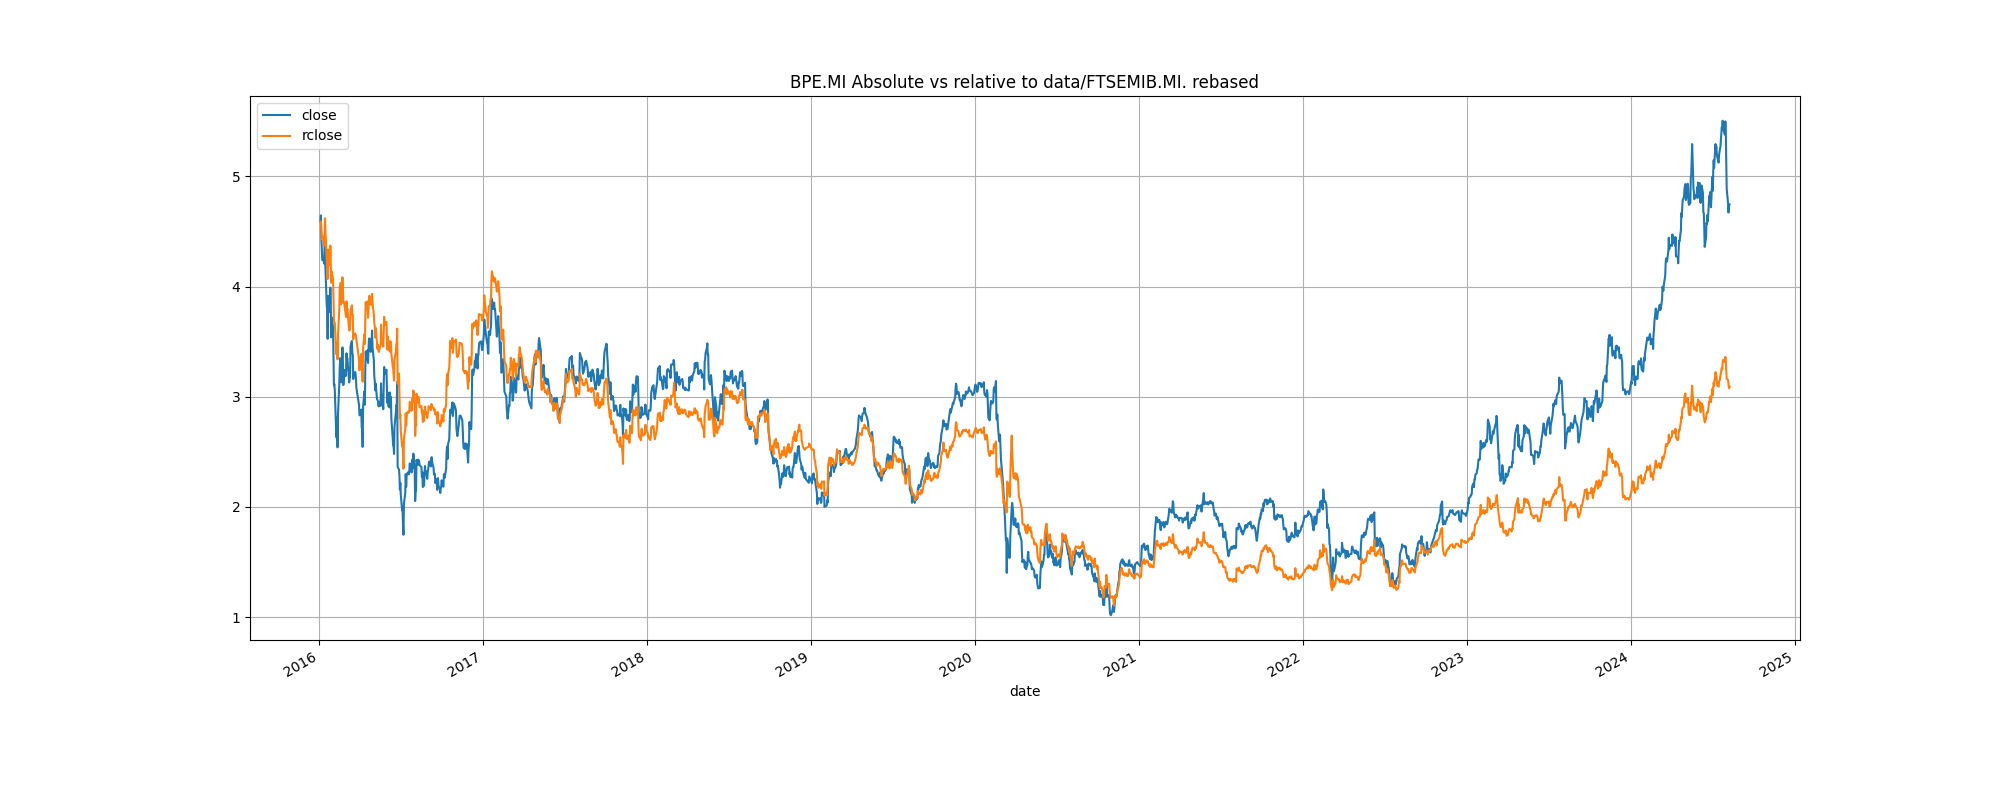 BPE.MI Absolute vs relative to data/FTSEMIB.MI. rebased
close
rclose
5
4
3
2
1
2016 2017 2018 2019 2020 2021 2022 2023 2024 2025
date